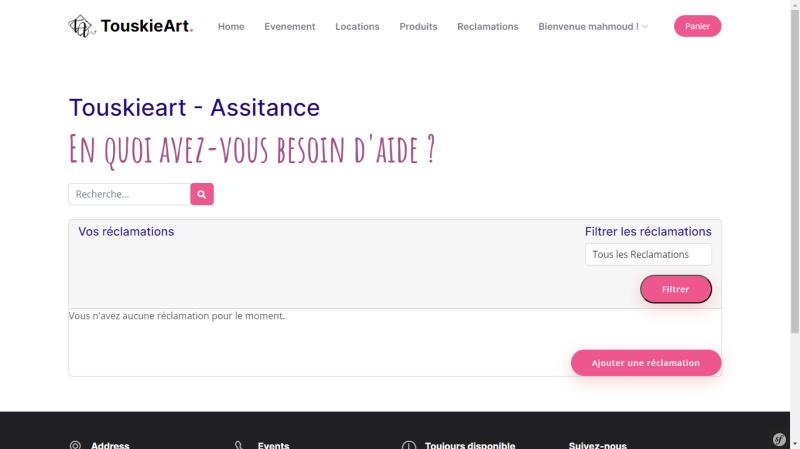 TouskieArt.
Home Evenement Locations Produits Reclamations Bienvenue mahmoud ! Panier
Touskieart - Assitance
En quoi avez-vous besoin d'aide ?
Recherche...
Vos réclamations
Filtrer les réclamations
Tous les Reclamations
Filtrer
Vous n'avez aucune réclamation pour le moment.
Ajouter une réclamation
Address Events Toujours disponible Suivez-nous
sf